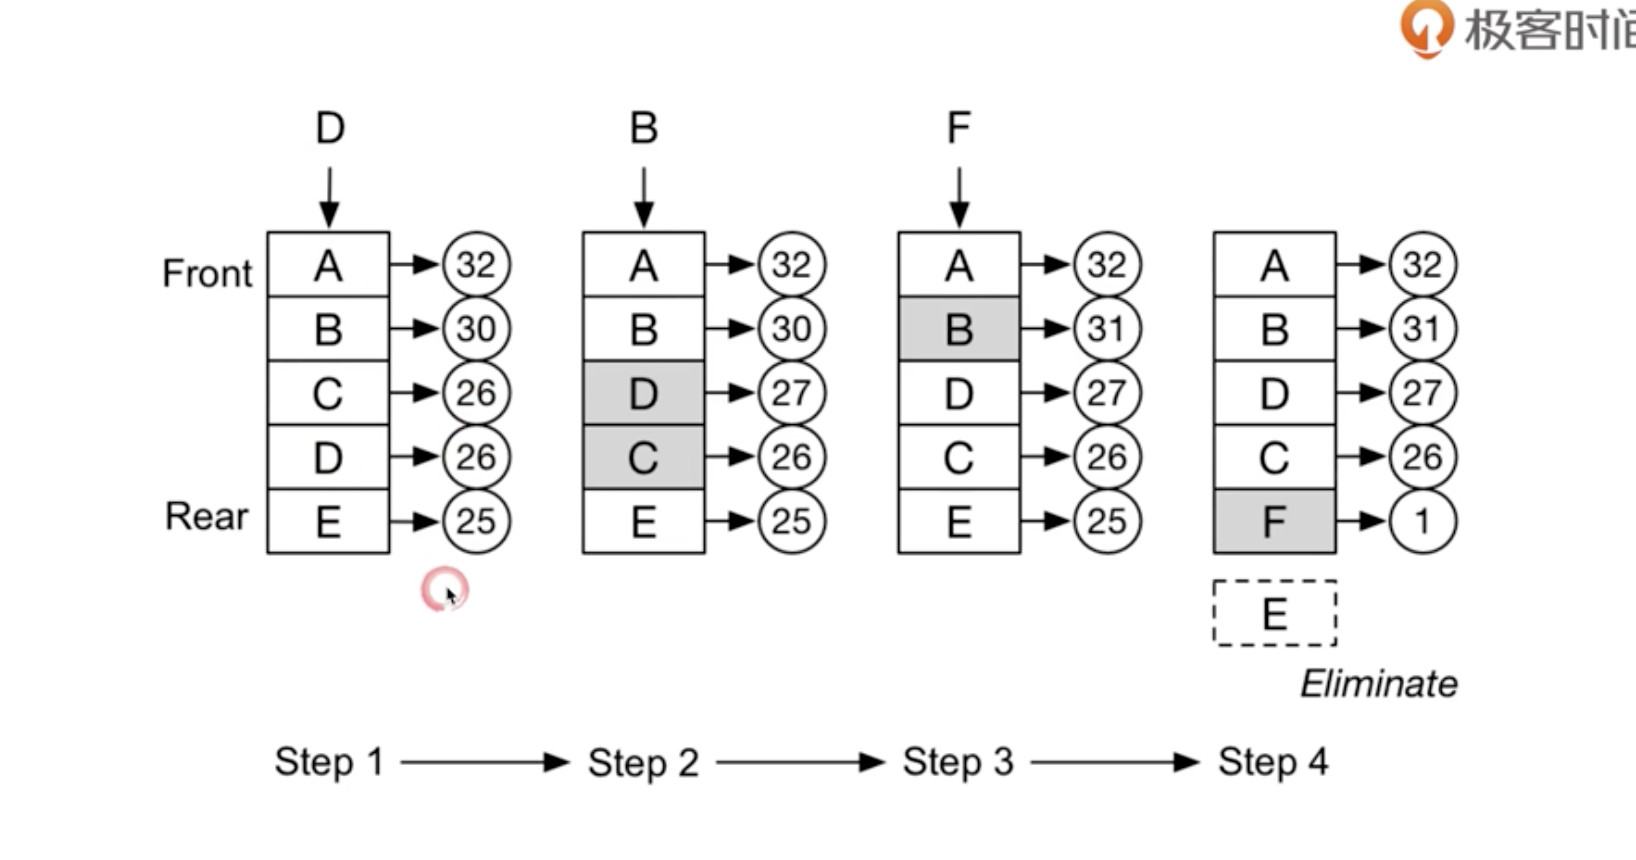 极客时间
D B F
Front A 32 A 32 A 32 A 32
B 30 B 30 B 31 B 31
C 26 D 27 D 27 D 27
D 26 C 26 C 26 C 26
Rear E 25 E 25 E 25 F 1
E
Eliminate
Step 1 Step 2 Step 3 Step 4